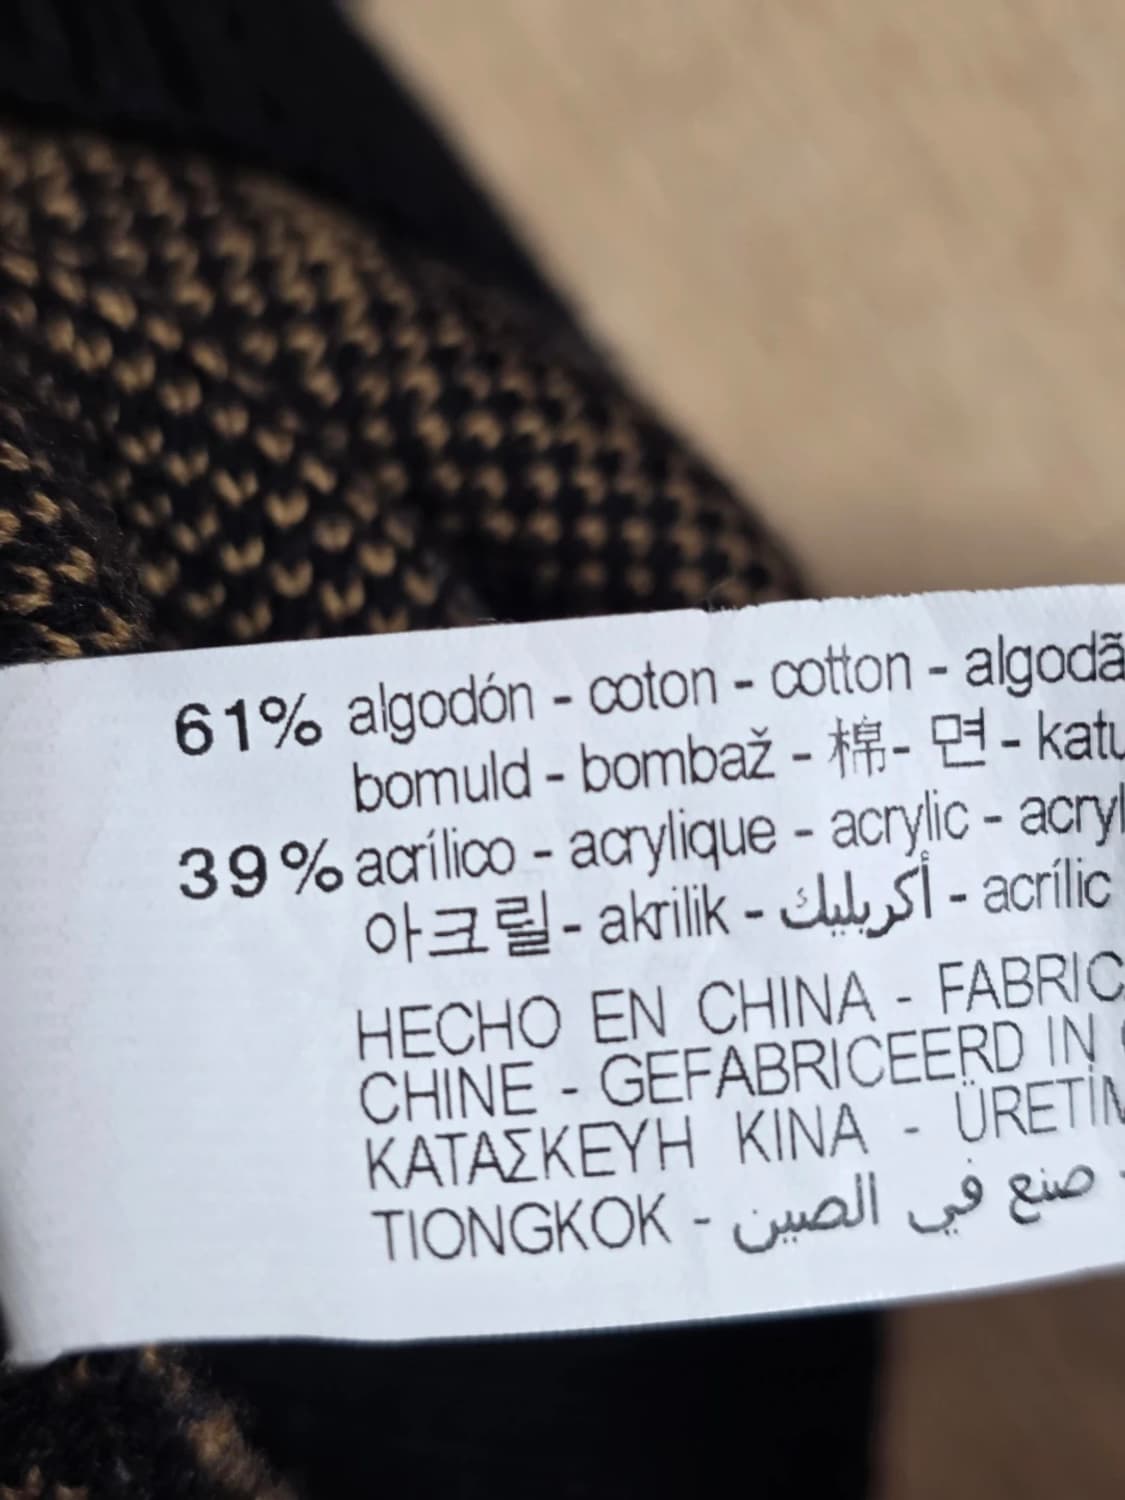 61% algodón - coton - cotton - algodã
bomuld - bombaž - 棉 - 면 - katu
39% acrílico - acrylique - acrylic - acryl
아크릴 - akrilik - أكريليك - acrílic
HECHO EN CHINA - FABRIC
CHINE - GEFABRICEERD IN
ΚΑΤΑΣΚΕΥΗ ΚΙΝΑ - ÜRETİM
TIONGKOK - صنع في الصين -